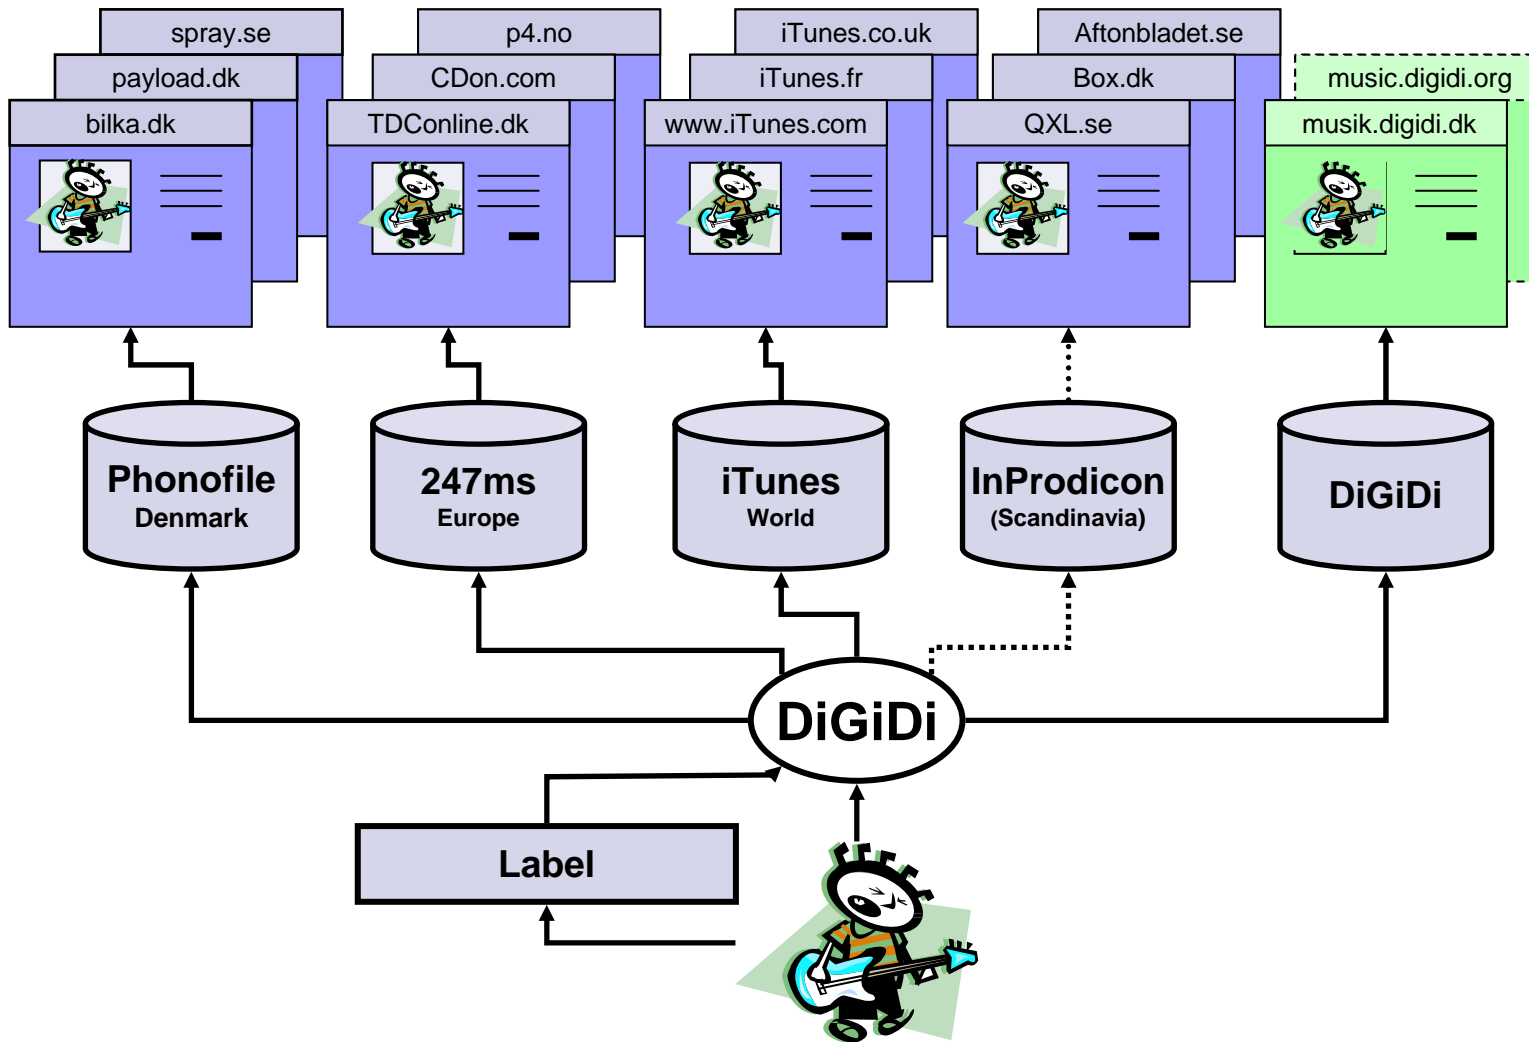 spray.se
p4.no
iTunes.co.uk
Aftonbladet.se
payload.dk
CDon.com
iTunes.fr
Box.dk
music.digidi.org
bilka.dk
TDConline.dk
www.iTunes.com
QXL.se
musik.digidi.dk
Phonofile
Denmark
247ms
Europe
iTunes
World
InProdicon
(Scandinavia)
DiGiDi
DiGiDi
Label